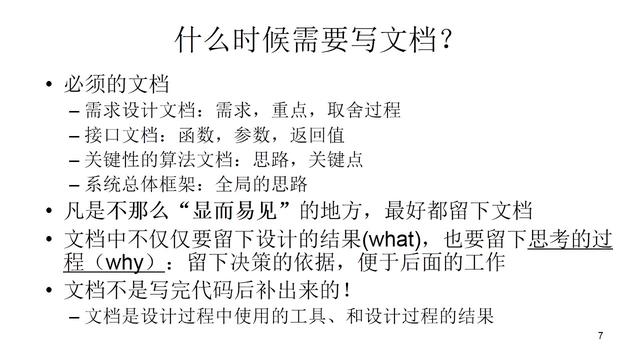 什么时候需要写文档？
• 必须的文档
– 需求设计文档：需求，重点，取舍过程
– 接口文档：函数，参数，返回值
– 关键性的算法文档：思路，关键点
– 系统总体框架：全局的思路
• 凡是不那么“显而易见”的地方，最好都留下文档
• 文档中不仅仅要留下设计的结果(what)，也要留下思考的过
程（why）：留下决策的依据，便于后面的工作
• 文档不是写完代码后补出来的！
– 文档是设计过程中使用的工具、和设计过程的结果
7